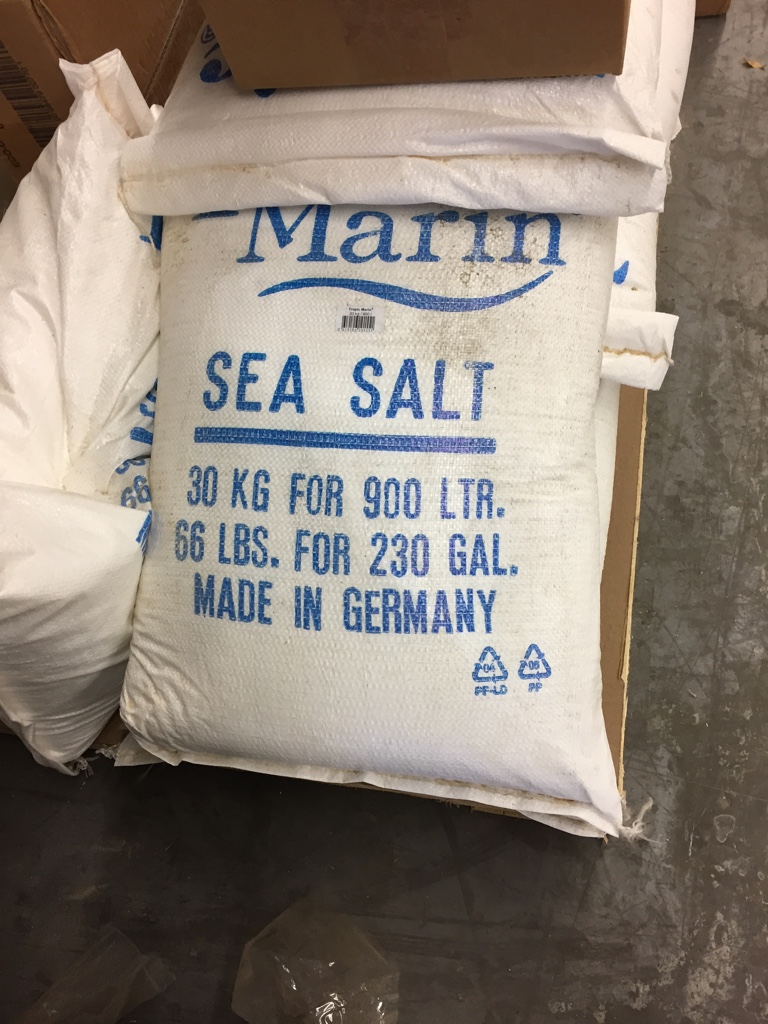 Marin
SEA SALT
30 KG FOR 900 LTR.
66 LBS. FOR 230 GAL.
MADE IN GERMANY
04
05
PE-LD
PP
66